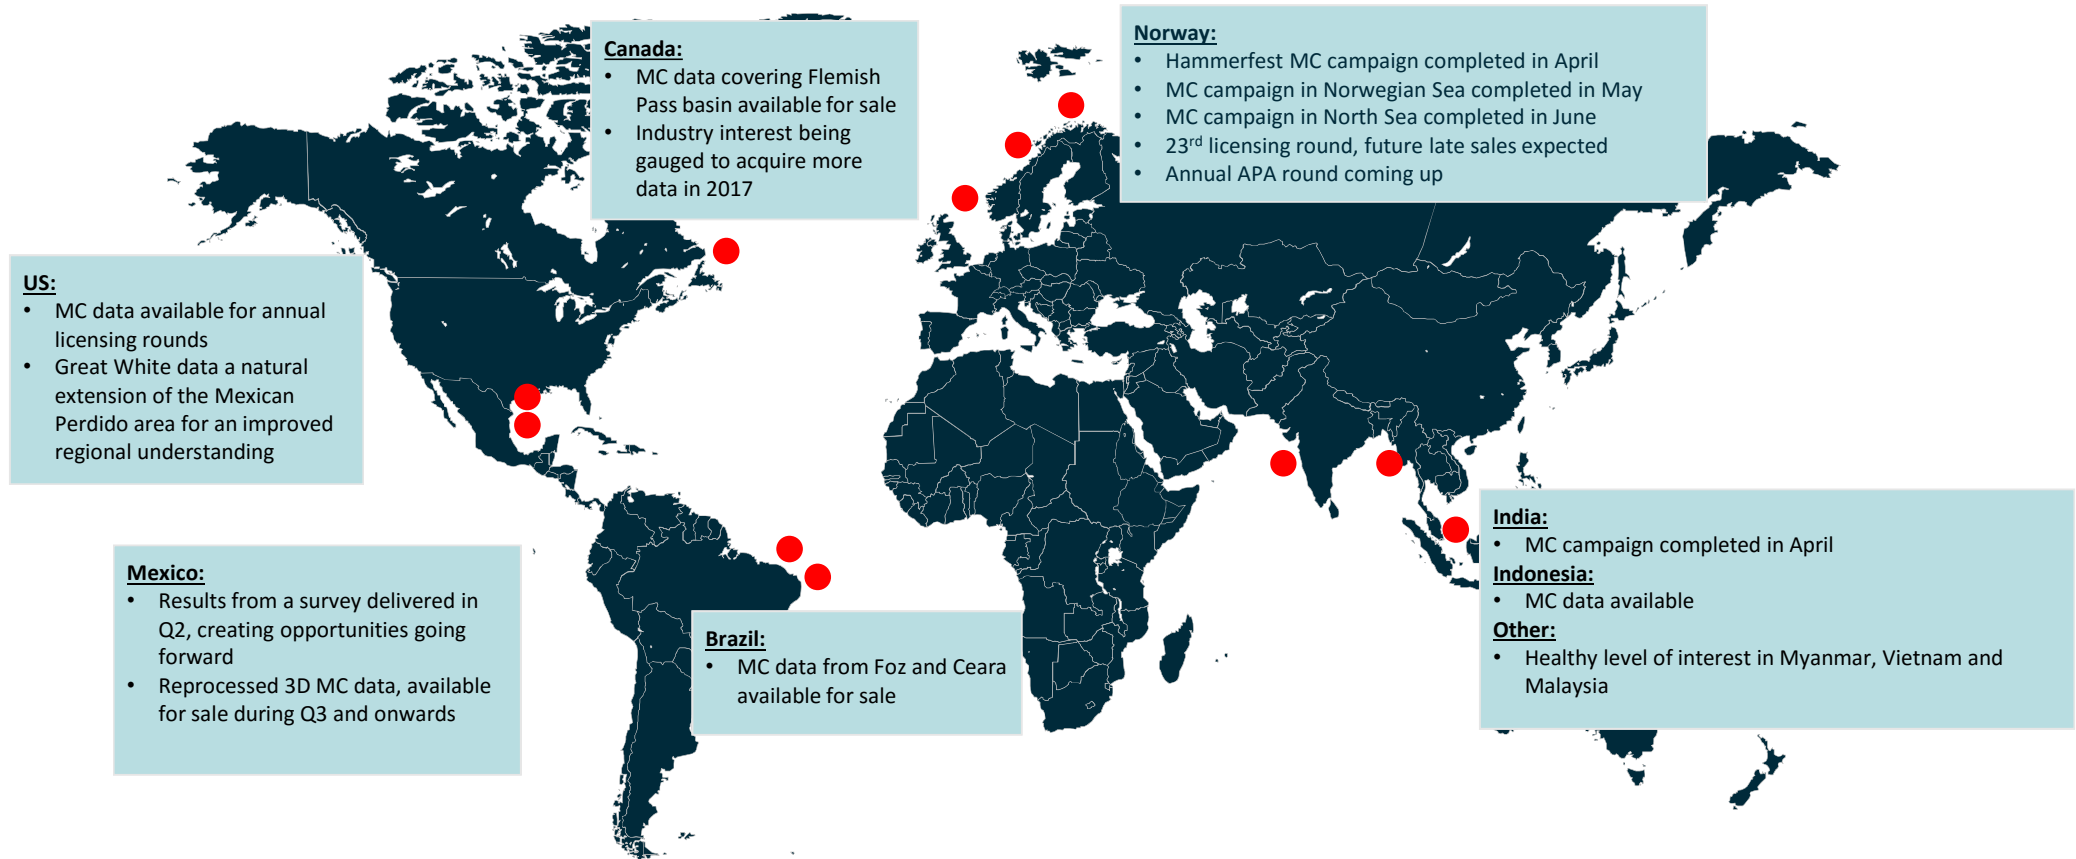 Canada:
• MC data covering Flemish
Pass basin available for sale
• Industry interest being
gauged to acquire more
data in 2017
Norway:
• Hammerfest MC campaign completed in April
• MC campaign in Norwegian Sea completed in May
• MC campaign in North Sea completed in June
• 23rd licensing round, future late sales expected
• Annual APA round coming up
US:
• MC data available for annual
licensing rounds
• Great White data a natural
extension of the Mexican
Perdido area for an improved
regional understanding
Mexico:
• Results from a survey delivered in
Q2, creating opportunities going
forward
• Reprocessed 3D MC data, available
for sale during Q3 and onwards
Brazil:
• MC data from Foz and Ceara
available for sale
India:
• MC campaign completed in April
Indonesia:
• MC data available
Other:
• Healthy level of interest in Myanmar, Vietnam and
Malaysia